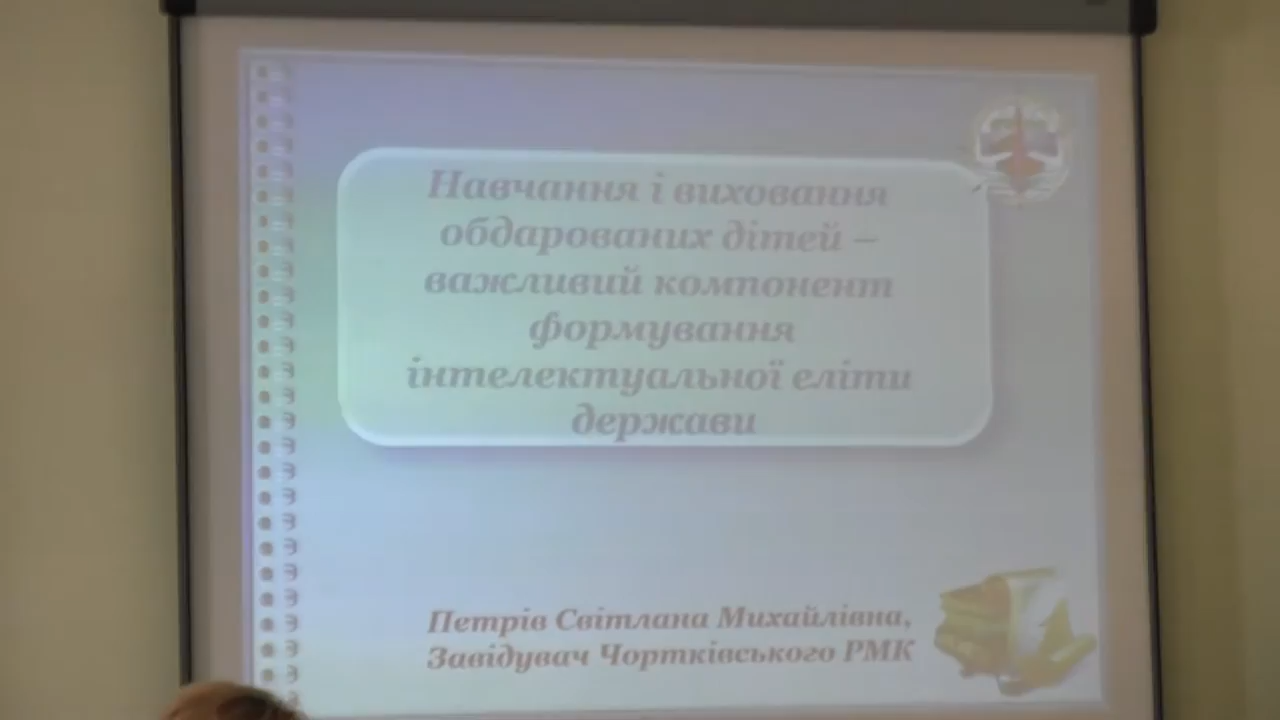 Навчання і виховання
обдарованих дітей –
важливий компонент
формування
інтелектуальної еліти
держави
Петрів Світлана Михайлівна,
Завідувач Чортківського РМК